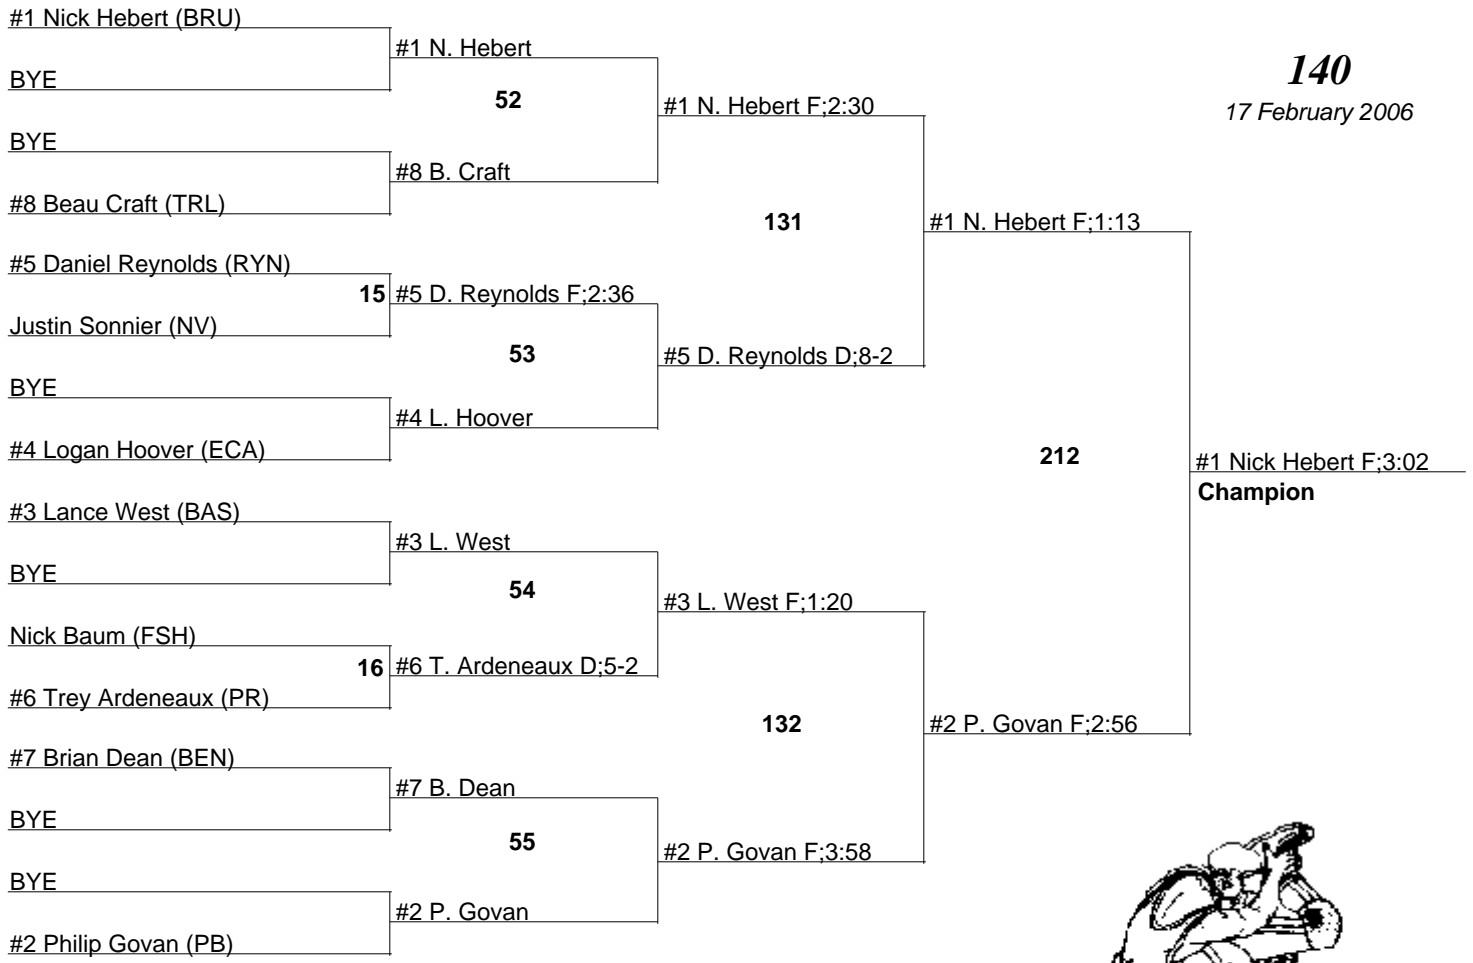 #1 Nick Hebert (BRU)
#1 N. Hebert
BYE
52
#1 N. Hebert F;2:30
140
17 February 2006
BYE
#8 B. Craft
#8 Beau Craft (TRL)
131
#1 N. Hebert F;1:13
#5 Daniel Reynolds (RYN)
15 #5 D. Reynolds F;2:36
Justin Sonnier (NV)
53
#5 D. Reynolds D;8-2
BYE
#4 L. Hoover
#4 Logan Hoover (ECA)
212
#1 Nick Hebert F;3:02
Champion
#3 Lance West (BAS)
#3 L. West
BYE
54
#3 L. West F;1:20
Nick Baum (FSH)
16 #6 T. Ardeneaux D;5-2
#6 Trey Ardeneaux (PR)
132
#2 P. Govan F;2:56
#7 Brian Dean (BEN)
#7 B. Dean
BYE
55
#2 P. Govan F;3:58
BYE
#2 P. Govan
#2 Philip Govan (PB)